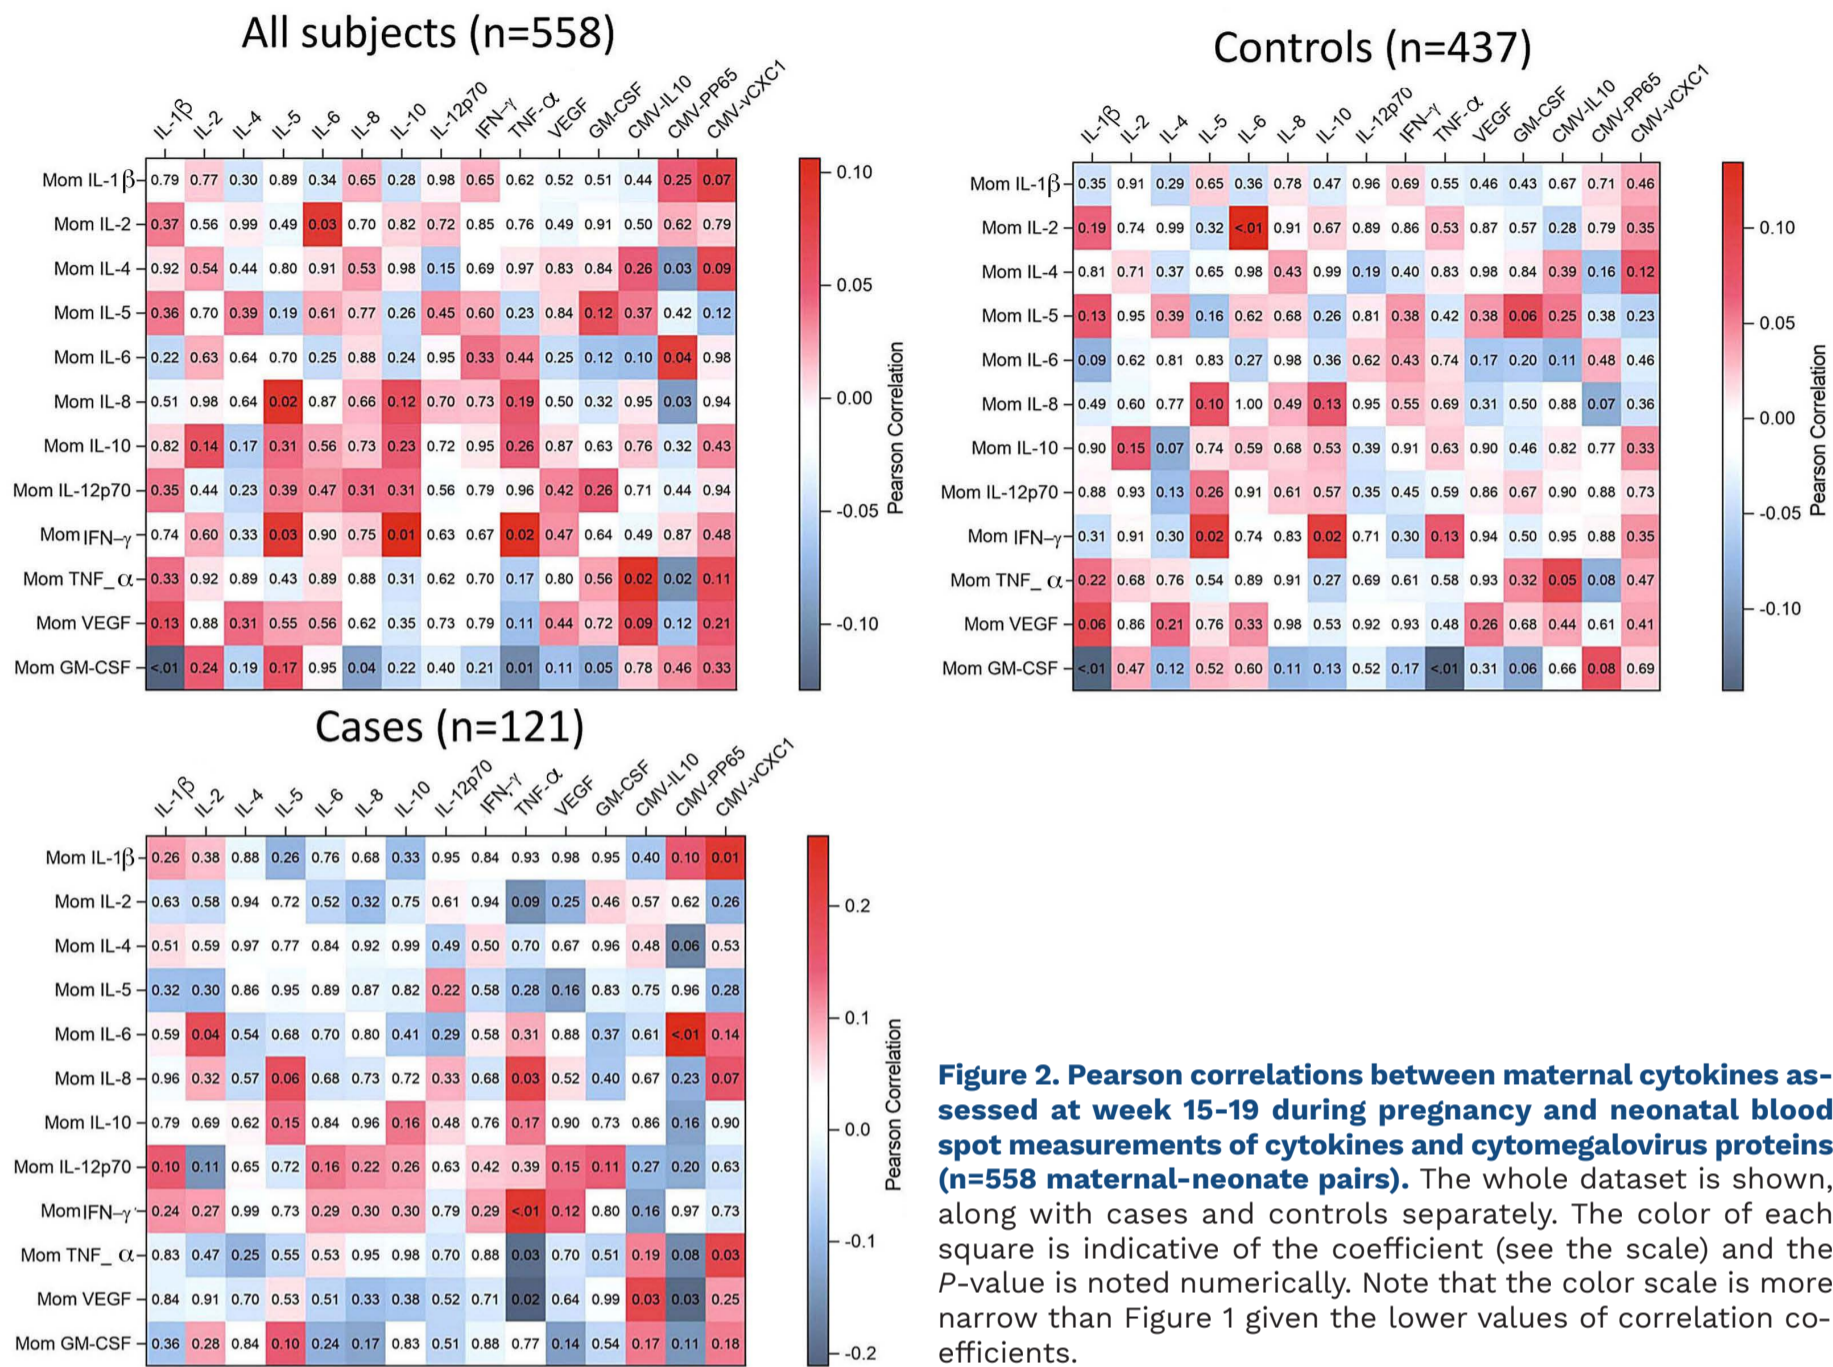 All subjects (n=558)
IL-1β IL-2 IL-4 IL-5 IL-6 IL-8 IL-10 IL-12p70 IFN-γ TNF-α VEGF GM-CSF CMV-IL10 CMV-PP65 CMV-vCXC1
Mom IL-1β 0.79 0.77 0.30 0.89 0.34 0.65 0.28 0.98 0.65 0.62 0.52 0.51 0.44 0.25 0.07
Mom IL-2 0.37 0.56 0.99 0.49 0.03 0.70 0.82 0.72 0.85 0.76 0.49 0.91 0.50 0.62 0.79
Mom IL-4 0.92 0.54 0.44 0.80 0.91 0.53 0.98 0.15 0.69 0.97 0.83 0.84 0.26 0.03 0.09
Mom IL-5 0.36 0.70 0.39 0.19 0.61 0.77 0.26 0.45 0.60 0.23 0.84 0.12 0.37 0.42 0.12
Mom IL-6 0.22 0.63 0.64 0.70 0.25 0.88 0.24 0.95 0.33 0.44 0.25 0.12 0.10 0.04 0.98
Mom IL-8 0.51 0.98 0.64 0.02 0.87 0.66 0.12 0.70 0.73 0.19 0.50 0.32 0.95 0.03 0.94
Mom IL-10 0.82 0.14 0.17 0.31 0.56 0.73 0.23 0.72 0.95 0.26 0.87 0.63 0.76 0.32 0.43
Mom IL-12p70 0.35 0.44 0.23 0.39 0.47 0.31 0.31 0.56 0.79 0.96 0.42 0.26 0.71 0.44 0.94
Mom IFN-γ 0.74 0.60 0.33 0.03 0.90 0.75 0.01 0.63 0.67 0.02 0.47 0.64 0.49 0.87 0.48
Mom TNF_ α 0.33 0.92 0.89 0.43 0.89 0.88 0.31 0.62 0.70 0.17 0.80 0.56 0.02 0.02 0.11
Mom VEGF 0.13 0.88 0.31 0.55 0.56 0.62 0.35 0.73 0.79 0.11 0.44 0.72 0.09 0.12 0.21
Mom GM-CSF <.01 0.24 0.19 0.17 0.95 0.04 0.22 0.40 0.21 0.01 0.11 0.05 0.78 0.46 0.33
0.10
0.05
0.00
-0.05
-0.10
Pearson Correlation
Controls (n=437)
IL-1β IL-2 IL-4 IL-5 IL-6 IL-8 IL-10 IL-12p70 IFN-γ TNF-α VEGF GM-CSF CMV-IL10 CMV-PP65 CMV-vCXC1
Mom IL-1β 0.35 0.91 0.29 0.65 0.36 0.78 0.47 0.96 0.69 0.55 0.46 0.43 0.67 0.71 0.46
Mom IL-2 0.19 0.74 0.99 0.32 <.01 0.91 0.67 0.89 0.86 0.53 0.87 0.57 0.28 0.79 0.35
Mom IL-4 0.81 0.71 0.37 0.65 0.98 0.43 0.99 0.19 0.40 0.83 0.98 0.84 0.39 0.16 0.12
Mom IL-5 0.13 0.95 0.39 0.16 0.62 0.68 0.26 0.81 0.38 0.42 0.38 0.06 0.25 0.38 0.23
Mom IL-6 0.09 0.62 0.81 0.83 0.27 0.98 0.36 0.62 0.43 0.74 0.17 0.20 0.11 0.48 0.46
Mom IL-8 0.49 0.60 0.77 0.10 1.00 0.49 0.13 0.95 0.55 0.69 0.31 0.50 0.88 0.07 0.36
Mom IL-10 0.90 0.15 0.07 0.74 0.59 0.68 0.53 0.39 0.91 0.63 0.90 0.46 0.82 0.77 0.33
Mom IL-12p70 0.88 0.93 0.13 0.26 0.91 0.61 0.57 0.35 0.45 0.59 0.86 0.67 0.90 0.88 0.73
Mom IFN-γ 0.31 0.91 0.30 0.02 0.74 0.83 0.02 0.71 0.30 0.13 0.94 0.50 0.95 0.88 0.35
Mom TNF_ α 0.22 0.68 0.76 0.54 0.89 0.91 0.27 0.69 0.61 0.58 0.93 0.32 0.05 0.08 0.47
Mom VEGF 0.06 0.86 0.21 0.76 0.33 0.98 0.53 0.92 0.93 0.48 0.26 0.68 0.44 0.61 0.41
Mom GM-CSF <.01 0.47 0.12 0.52 0.60 0.11 0.13 0.52 0.17 <.01 0.31 0.06 0.66 0.08 0.69
0.10
0.05
0.00
-0.05
-0.10
Pearson Correlation
Cases (n=121)
IL-1β IL-2 IL-4 IL-5 IL-6 IL-8 IL-10 IL-12p70 IFN-γ TNF-α VEGF GM-CSF CMV-IL10 CMV-PP65 CMV-vCXC1
Mom IL-1β 0.26 0.38 0.88 0.26 0.76 0.68 0.33 0.95 0.84 0.93 0.98 0.95 0.40 0.10 0.01
Mom IL-2 0.63 0.58 0.94 0.72 0.52 0.32 0.75 0.61 0.94 0.09 0.25 0.46 0.57 0.62 0.26
Mom IL-4 0.51 0.59 0.97 0.77 0.84 0.92 0.99 0.49 0.50 0.70 0.67 0.96 0.48 0.06 0.53
Mom IL-5 0.32 0.30 0.86 0.95 0.89 0.87 0.82 0.22 0.58 0.28 0.16 0.83 0.75 0.96 0.28
Mom IL-6 0.59 0.04 0.54 0.68 0.70 0.80 0.41 0.29 0.58 0.31 0.88 0.37 0.61 <.01 0.14
Mom IL-8 0.96 0.32 0.57 0.06 0.68 0.73 0.72 0.33 0.68 0.03 0.52 0.40 0.67 0.23 0.07
Mom IL-10 0.79 0.69 0.62 0.15 0.84 0.96 0.16 0.48 0.76 0.17 0.90 0.73 0.86 0.16 0.90
Mom IL-12p70 0.10 0.11 0.65 0.72 0.16 0.22 0.26 0.63 0.42 0.39 0.15 0.11 0.27 0.20 0.63
Mom IFN-γ 0.24 0.27 0.99 0.73 0.29 0.30 0.30 0.79 0.29 <.01 0.12 0.80 0.16 0.97 0.73
Mom TNF_ α 0.83 0.47 0.25 0.55 0.53 0.95 0.98 0.70 0.88 0.03 0.70 0.51 0.19 0.08 0.03
Mom VEGF 0.84 0.91 0.70 0.53 0.51 0.33 0.38 0.52 0.71 0.02 0.64 0.99 0.03 0.03 0.25
Mom GM-CSF 0.36 0.28 0.84 0.10 0.24 0.17 0.83 0.51 0.88 0.77 0.14 0.54 0.17 0.11 0.18
0.2
0.1
0.0
-0.1
-0.2
Pearson Correlation
Figure 2. Pearson correlations between maternal cytokines as-
sessed at week 15-19 during pregnancy and neonatal blood
spot measurements of cytokines and cytomegalovirus proteins
(n=558 maternal-neonate pairs). The whole dataset is shown,
along with cases and controls separately. The color of each
square is indicative of the coefficient (see the scale) and the
P-value is noted numerically. Note that the color scale is more
narrow than Figure 1 given the lower values of correlation co-
efficients.